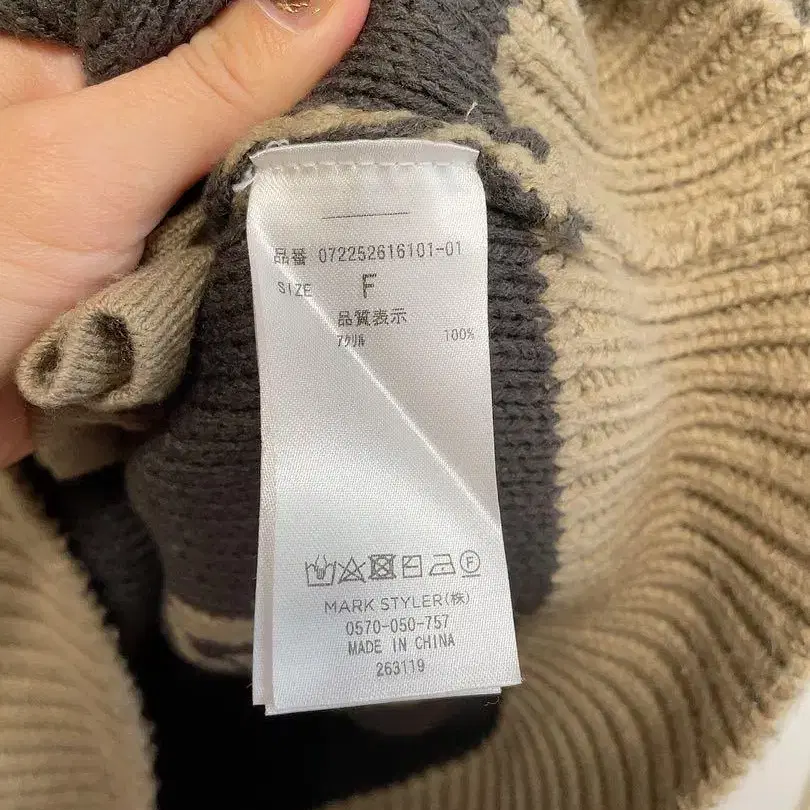 品番 072252616101-01
SIZE F
品質表示
アクリル 100%
MARK STYLER(株)
0570-050-757
MADE IN CHINA
263119